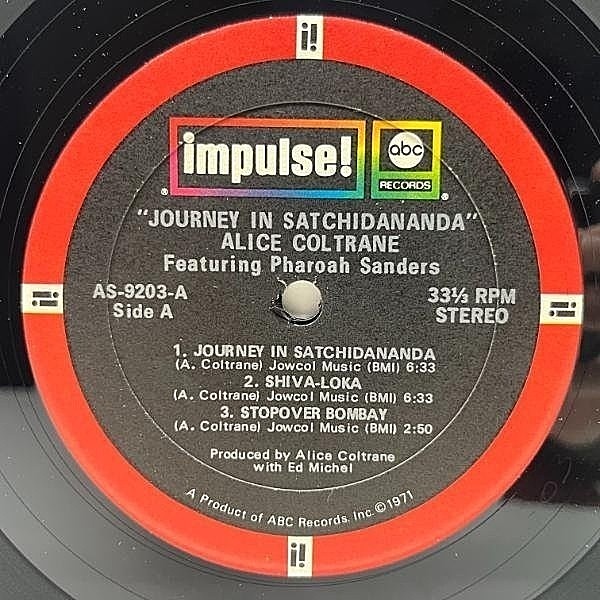 i!
impulse!
abc
RECORDS
®
®
"JOURNEY IN SATCHIDANANDA"
ALICE COLTRANE
Featuring Pharoah Sanders
AS-9203-A
Side A
33⅓ RPM
STEREO
i!
i!
1. JOURNEY IN SATCHIDANANDA
(A. Coltrane) Jowcol Music (BMI) 6:33
2. SHIVA-LOKA
(A. Coltrane) Jowcol Music (BMI) 6:33
3. STOPOVER BOMBAY
(A. Coltrane) Jowcol Music (BMI) 2:50
Produced by Alice Coltrane
with Ed Michel
A Product of ABC Records, Inc. ©1971
i!